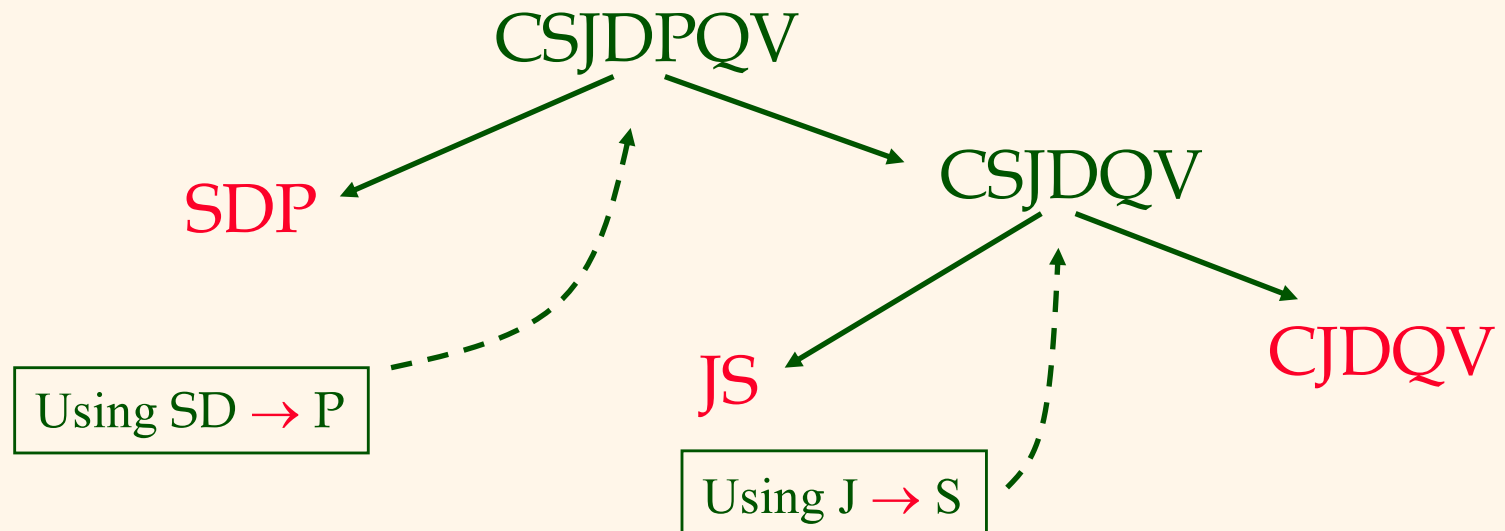 CSJDPQV
CSJDQV
SDP
CJDQV
JS
Using SD → P
Using J → S